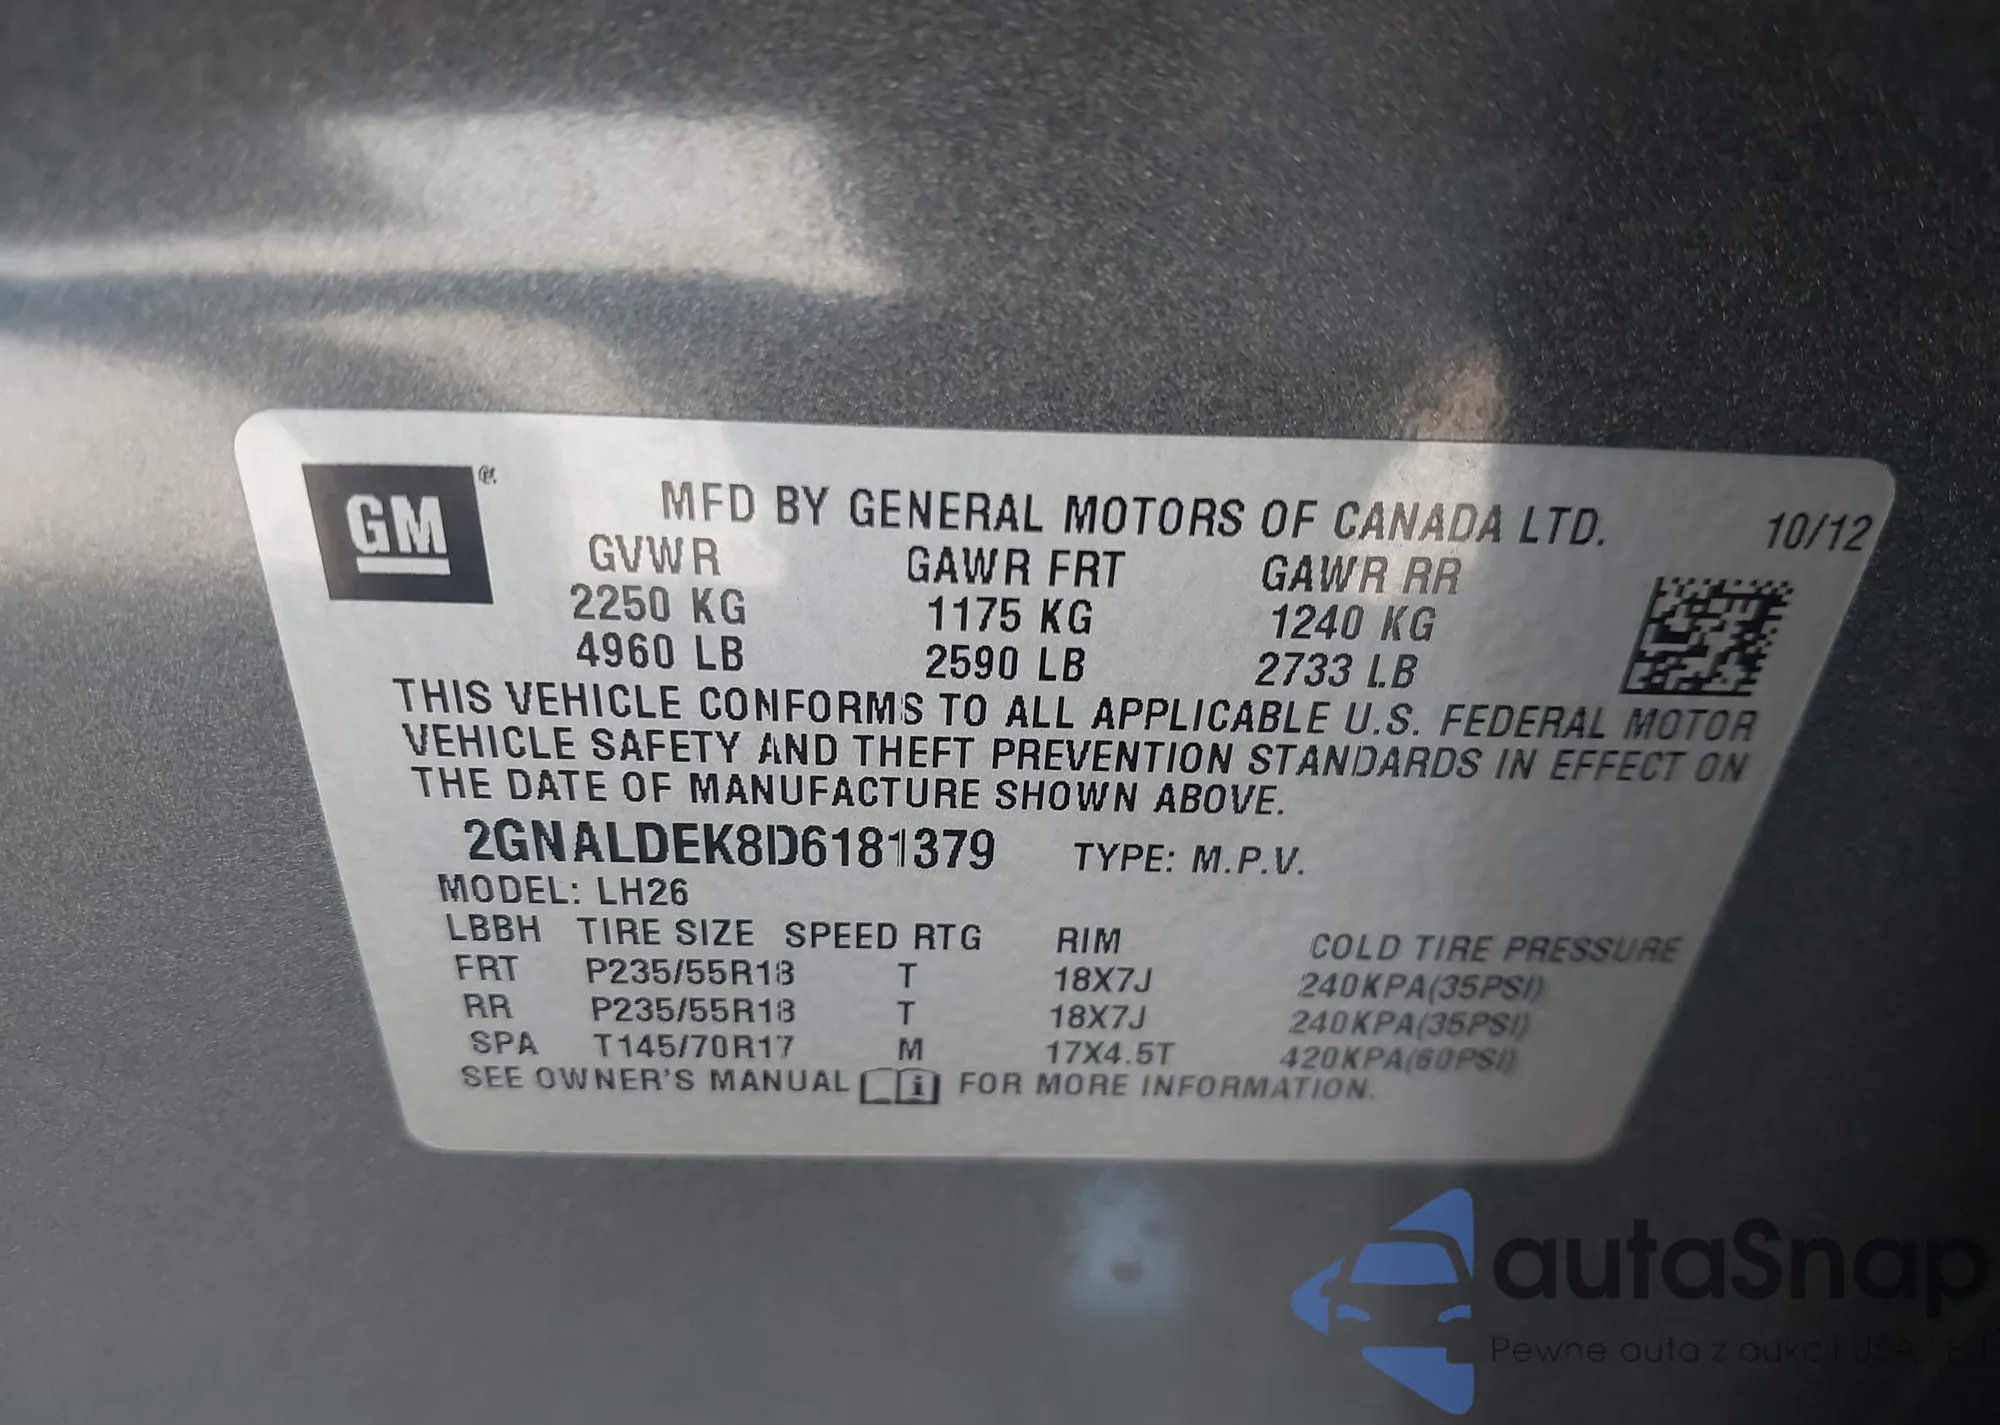 GM®
MFD BY GENERAL MOTORS OF CANADA LTD. 10/12
GVWR GAWR FRT GAWR RR
2250 KG 1175 KG 1240 KG
4960 LB 2590 LB 2733 LB
THIS VEHICLE CONFORMS TO ALL APPLICABLE U.S. FEDERAL MOTOR
VEHICLE SAFETY AND THEFT PREVENTION STANDARDS IN EFFECT ON
THE DATE OF MANUFACTURE SHOWN ABOVE.
2GNALDEK8D6181379 TYPE: M.P.V.
MODEL: LH26
LBBH TIRE SIZE SPEED RTG RIM COLD TIRE PRESSURE
FRT P235/55R18 T 18X7J 240KPA(35PSI)
RR P235/55R18 T 18X7J 240KPA(35PSI)
SPA T145/70R17 M 17X4.5T 420KPA(60PSI)
SEE OWNER'S MANUAL i FOR MORE INFORMATION.
autaSnap
Pewne auta z aukcji USA